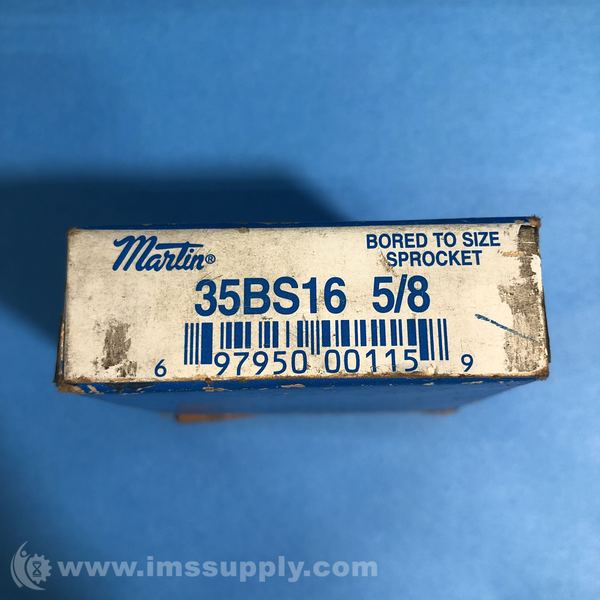 Martin®
BORED TO SIZE
SPROCKET
35BS16 5/8
6 97950 00115 9
www.imssupply.com